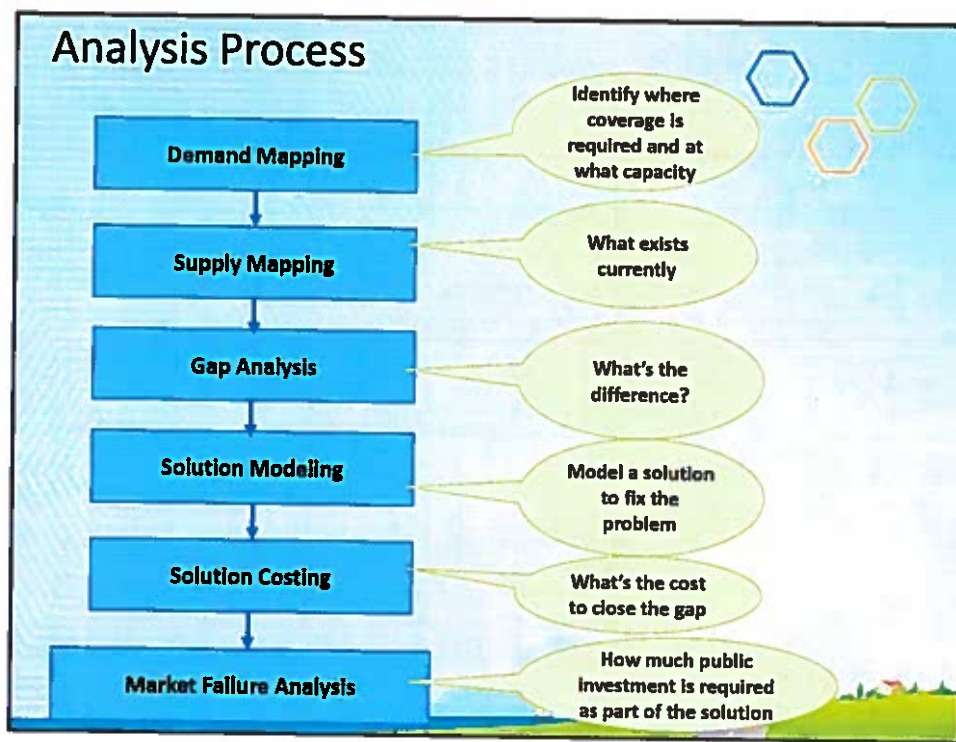 Analysis Process
Demand Mapping
Identify where
coverage is
required and at
what capacity
Supply Mapping
What exists
currently
Gap Analysis
What's the
difference?
Solution Modeling
Model a solution
to fix the
problem
Solution Costing
What's the cost
to close the gap
Market Failure Analysis
How much public
investment is required
as part of the solution